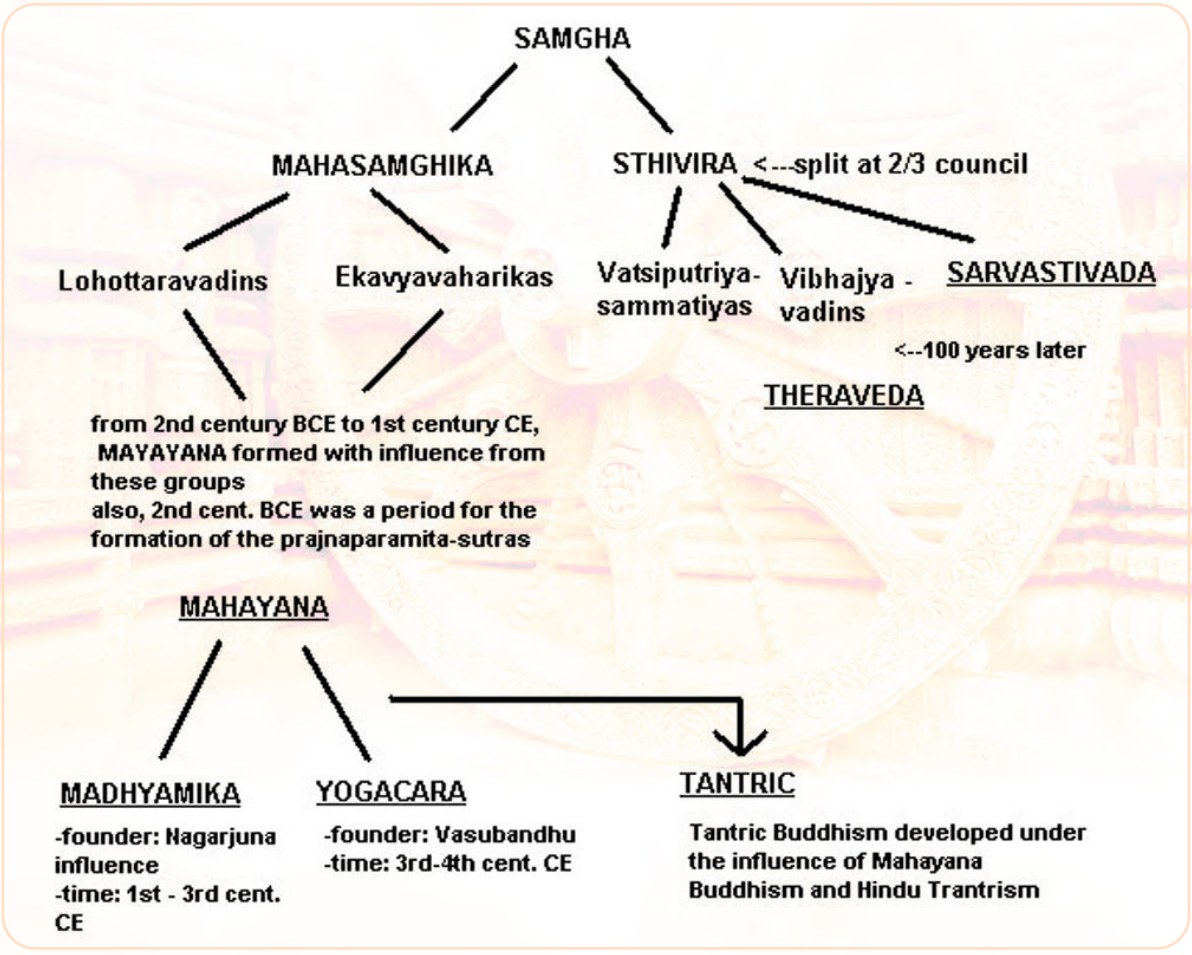 SAMGHA
MAHASAMGHIKA
STHIVIRA <---split at 2/3 council
Lohottaravadins
Ekavyavaharikas
Vatsiputriya-
sammatiyas
Vibhajya -
vadins
SARVASTIVADA
<--100 years later
THERAVEDA
from 2nd century BCE to 1st century CE,
MAYAYANA formed with influence from
these groups
also, 2nd cent. BCE was a period for the
formation of the prajnaparamita-sutras
MAHAYANA
MADHYAMIKA
-founder: Nagarjuna
influence
-time: 1st - 3rd cent.
CE
YOGACARA
-founder: Vasubandhu
-time: 3rd-4th cent. CE
TANTRIC
Tantric Buddhism developed under
the influence of Mahayana
Buddhism and Hindu Trantrism